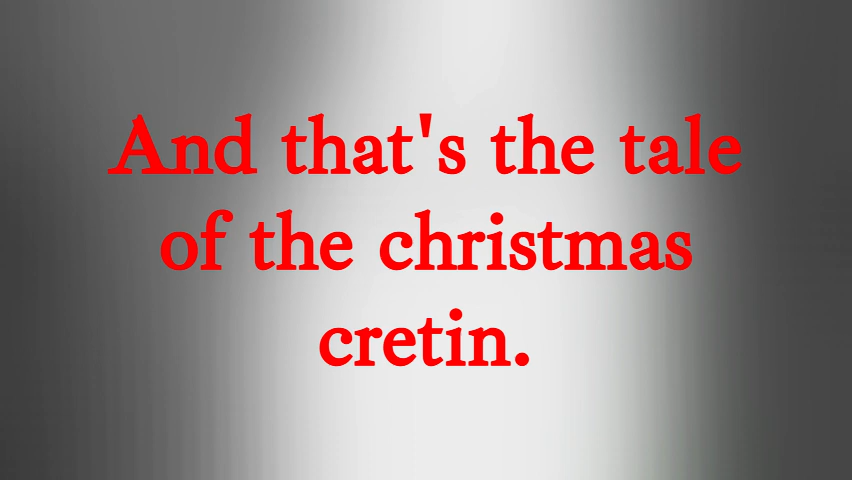 And that's the tale
of the christmas
cretin.